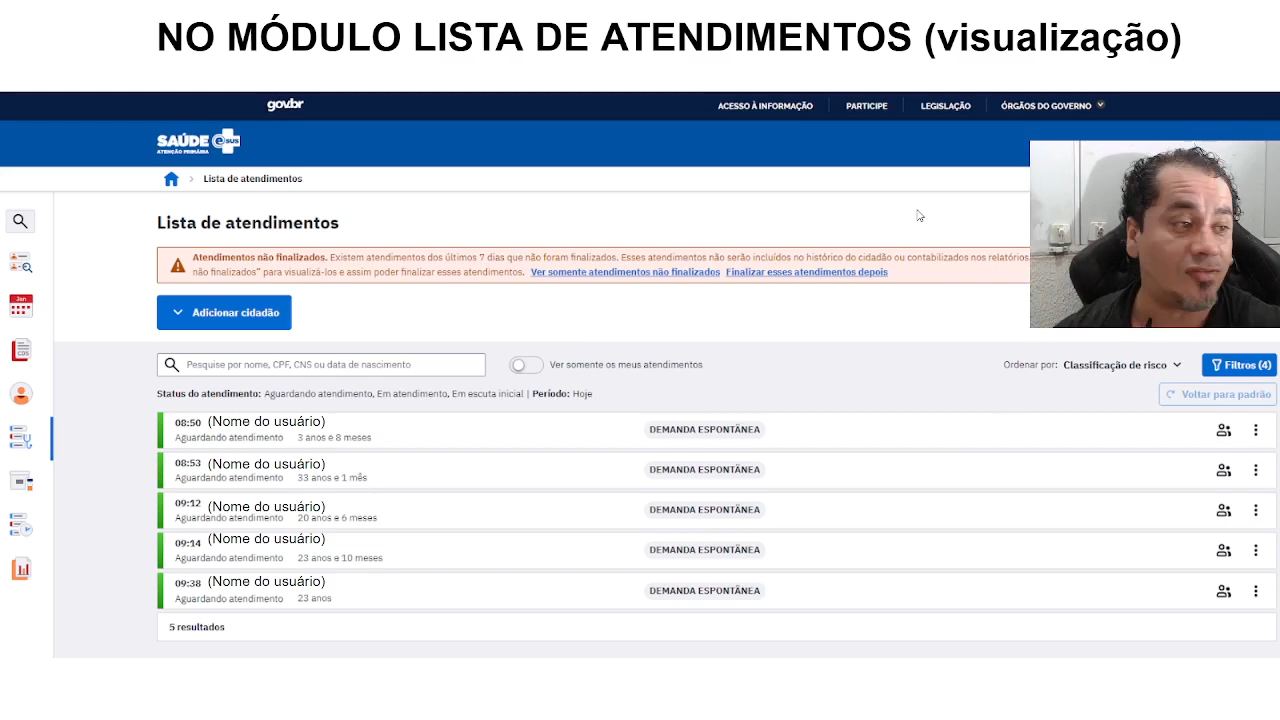 NO MÓDULO LISTA DE ATENDIMENTOS (visualização)
gov.br
ACESSO À INFORMAÇÃO
PARTICIPE
LEGISLAÇÃO
ÓRGÃOS DO GOVERNO
SAÚDE e SUS
ATENÇÃO PRIMÁRIA
Lista de atendimentos
Lista de atendimentos
Atendimentos não finalizados. Existem atendimentos dos últimos 7 dias que não foram finalizados. Esses atendimentos não serão incluídos no histórico do cidadão ou contabilizados nos relatórios.
não finalizados" para visualizá-los e assim poder finalizar esses atendimentos. Ver somente atendimentos não finalizados Finalizar esses atendimentos depois
Adicionar cidadão
Pesquise por nome, CPF, CNS ou data de nascimento
Ver somente os meus atendimentos
Ordenar por: Classificação de risco
Filtros (4)
Status do atendimento: Aguardando atendimento, Em atendimento, Em escuta inicial | Período: Hoje
Voltar para padrão
08:50 (Nome do usuário)
Aguardando atendimento 3 anos e 8 meses
DEMANDA ESPONTÂNEA
08:53 (Nome do usuário)
Aguardando atendimento 33 anos e 1 mês
DEMANDA ESPONTÂNEA
09:12 (Nome do usuário)
Aguardando atendimento 20 anos e 6 meses
DEMANDA ESPONTÂNEA
09:14 (Nome do usuário)
Aguardando atendimento 23 anos e 10 meses
DEMANDA ESPONTÂNEA
09:38 (Nome do usuário)
Aguardando atendimento 23 anos
DEMANDA ESPONTÂNEA
5 resultados
Jan
CDS